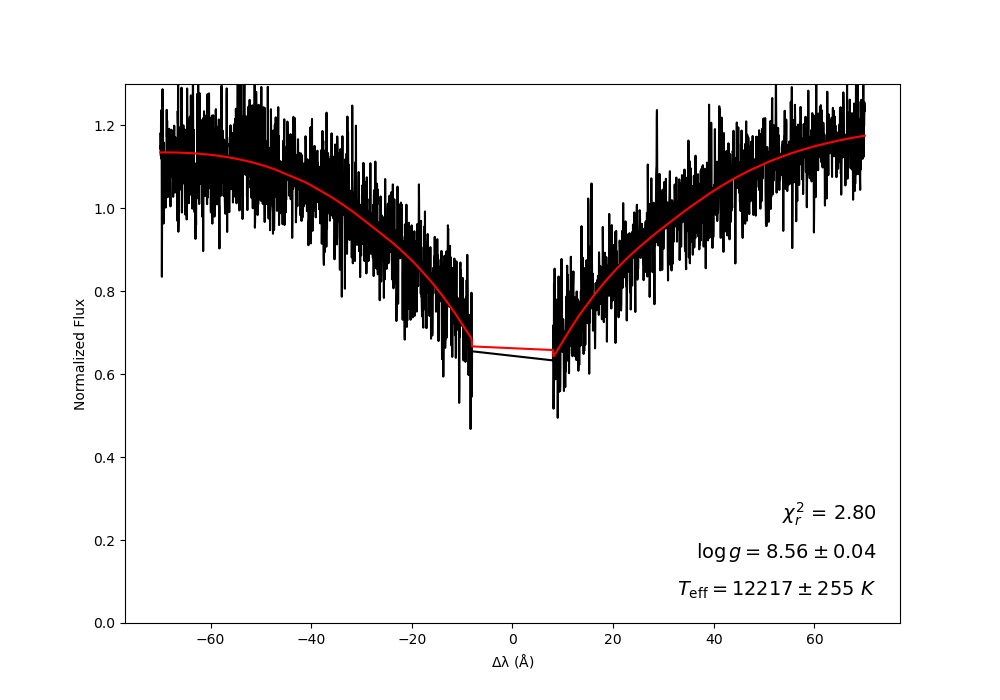 1.2
1.0
0.8
0.6
0.4
0.2
0.0
Normalized Flux
χ²ᵣ = 2.80
log g = 8.56 ± 0.04
T_eff = 12217 ± 255 K
−60 −40 −20 0 20 40 60
Δλ (Å)